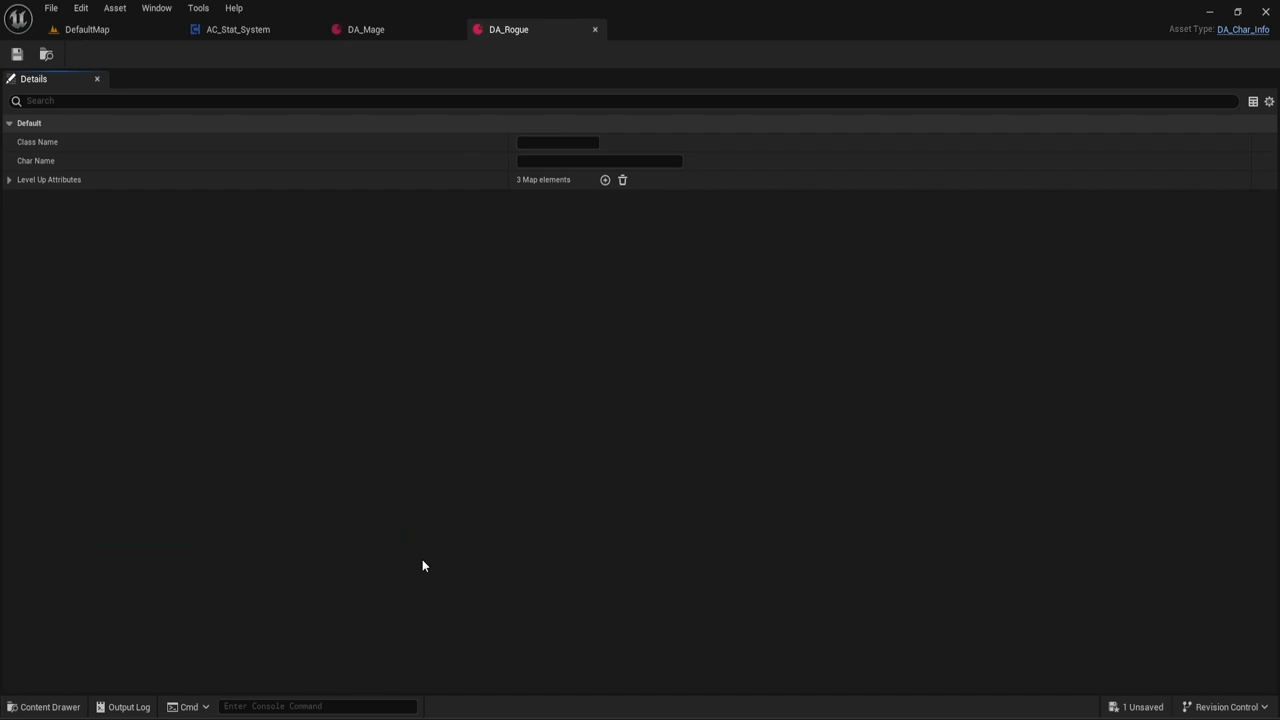 File Edit Asset Window Tools Help
DefaultMap AC_Stat_System DA_Mage DA_Rogue Asset Type: DA_Char_Info
Details
Search
Default
Class Name
Char Name
Level Up Attributes 3 Map elements
Content Drawer Output Log Cmd Enter Console Command 1 Unsaved Revision Control